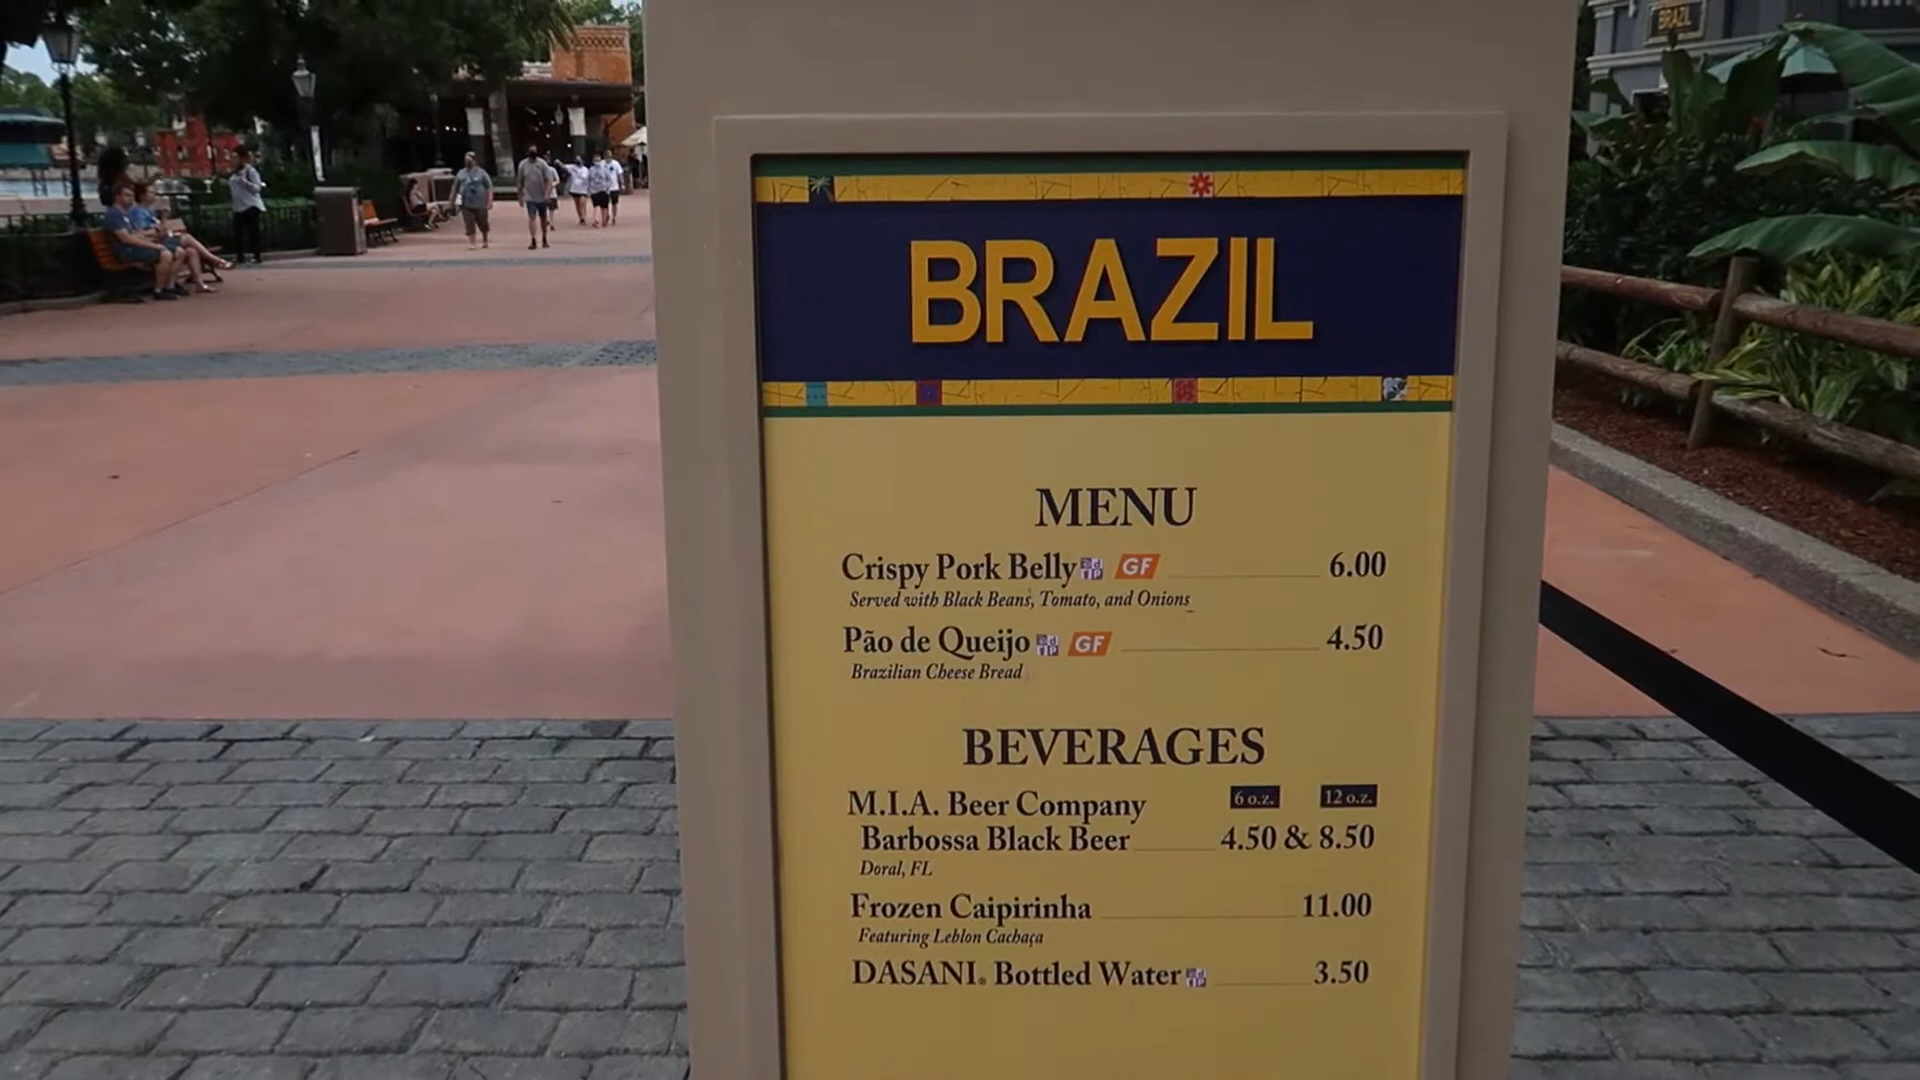 BRAZIL
BRAZIL
MENU
Crispy Pork Belly GF 6.00
Served with Black Beans, Tomato, and Onions
Pão de Queijo GF 4.50
Brazilian Cheese Bread
BEVERAGES
M.I.A. Beer Company 6 o.z. 12 o.z.
Barbossa Black Beer 4.50 & 8.50
Doral, FL
Frozen Caipirinha 11.00
Featuring Leblon Cachaça
DASANI® Bottled Water 3.50